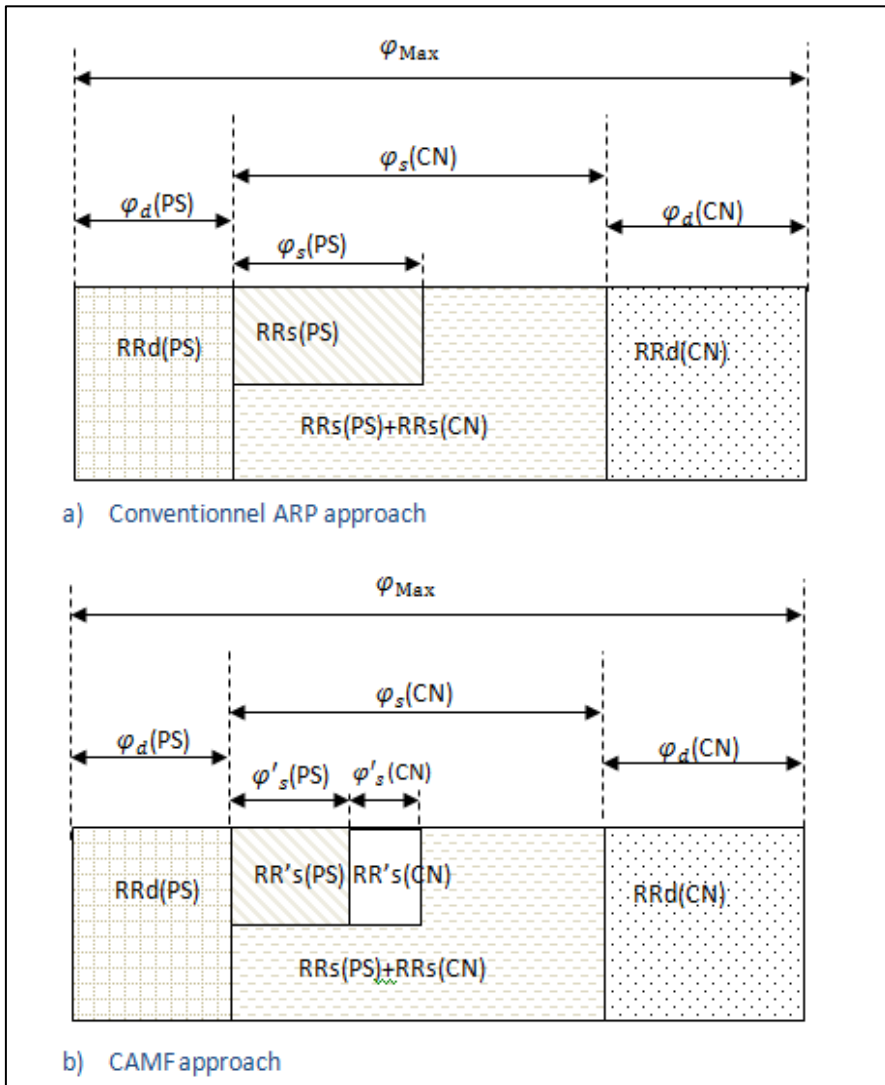 φMax
φs(CN)
φd(PS)
φd(CN)
φs(PS)
RRs(PS)
RRd(PS)
RRd(CN)
RRs(PS)+RRs(CN)
a) Conventionnel ARP approach
φMax
φs(CN)
φd(PS)
φd(CN)
φ's(PS)
φ's(CN)
RR's(PS)
RR's(CN)
RRd(PS)
RRd(CN)
RRs(PS)+RRs(CN)
b) CAMF approach